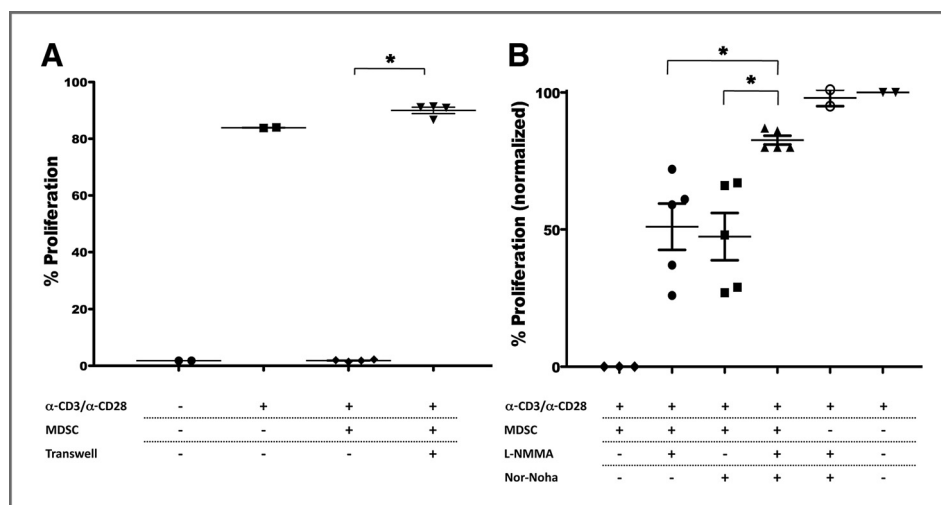 A
*
% Proliferation
100
80
60
40
20
0
α-CD3/α-CD28 - + + +
MDSC - - + +
Transwell - - - +
B
*
*
% Proliferation (normalized)
100
50
0
α-CD3/α-CD28 + + + + + +
MDSC + + + + - -
L-NMMA - + - + + -
Nor-Noha - - + + + -